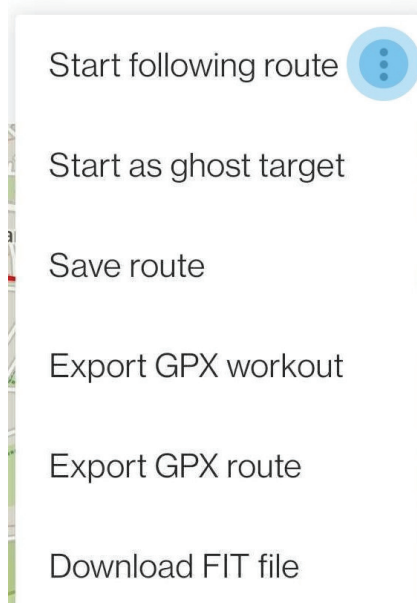 Start following route
Start as ghost target
Save route
Export GPX workout
Export GPX route
Download FIT file